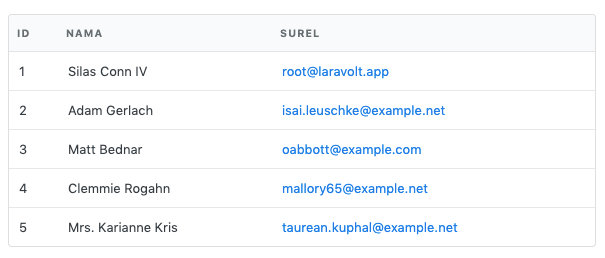 ID NAMA SUREL
1 Silas Conn IV root@laravolt.app
2 Adam Gerlach isai.leuschke@example.net
3 Matt Bednar oabbott@example.com
4 Clemmie Rogahn mallory65@example.net
5 Mrs. Karianne Kris taurean.kuphal@example.net